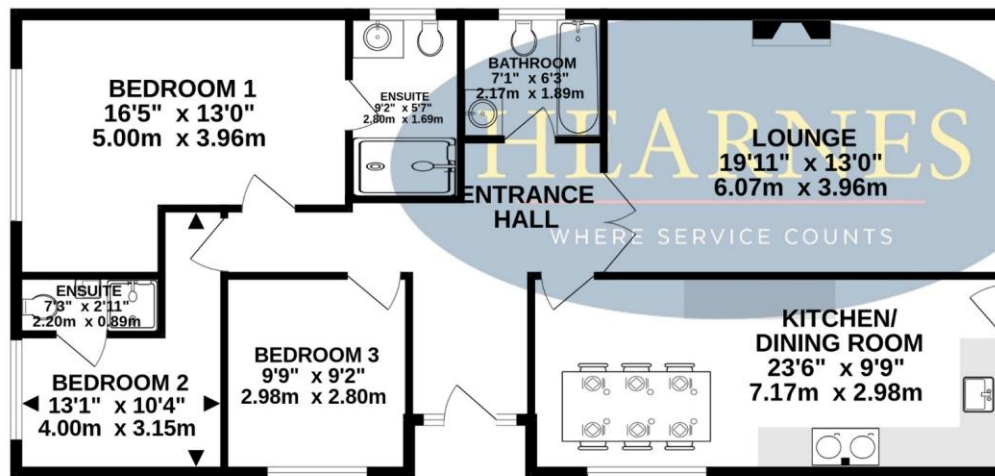 BEDROOM 1
16'5" x 13'0"
5.00m x 3.96m
ENSUITE
9'2" x 5'7"
2.80m x 1.69m
BATHROOM
7'1" x 6'3"
2.17m x 1.89m
HEARNES
WHERE SERVICE COUNTS
LOUNGE
19'11" x 13'0"
6.07m x 3.96m
ENTRANCE
HALL
ENSUITE
7'3" x 2'11"
2.20m x 0.89m
BEDROOM 2
13'1" x 10'4"
4.00m x 3.15m
BEDROOM 3
9'9" x 9'2"
2.98m x 2.80m
KITCHEN/
DINING ROOM
23'6" x 9'9"
7.17m x 2.98m